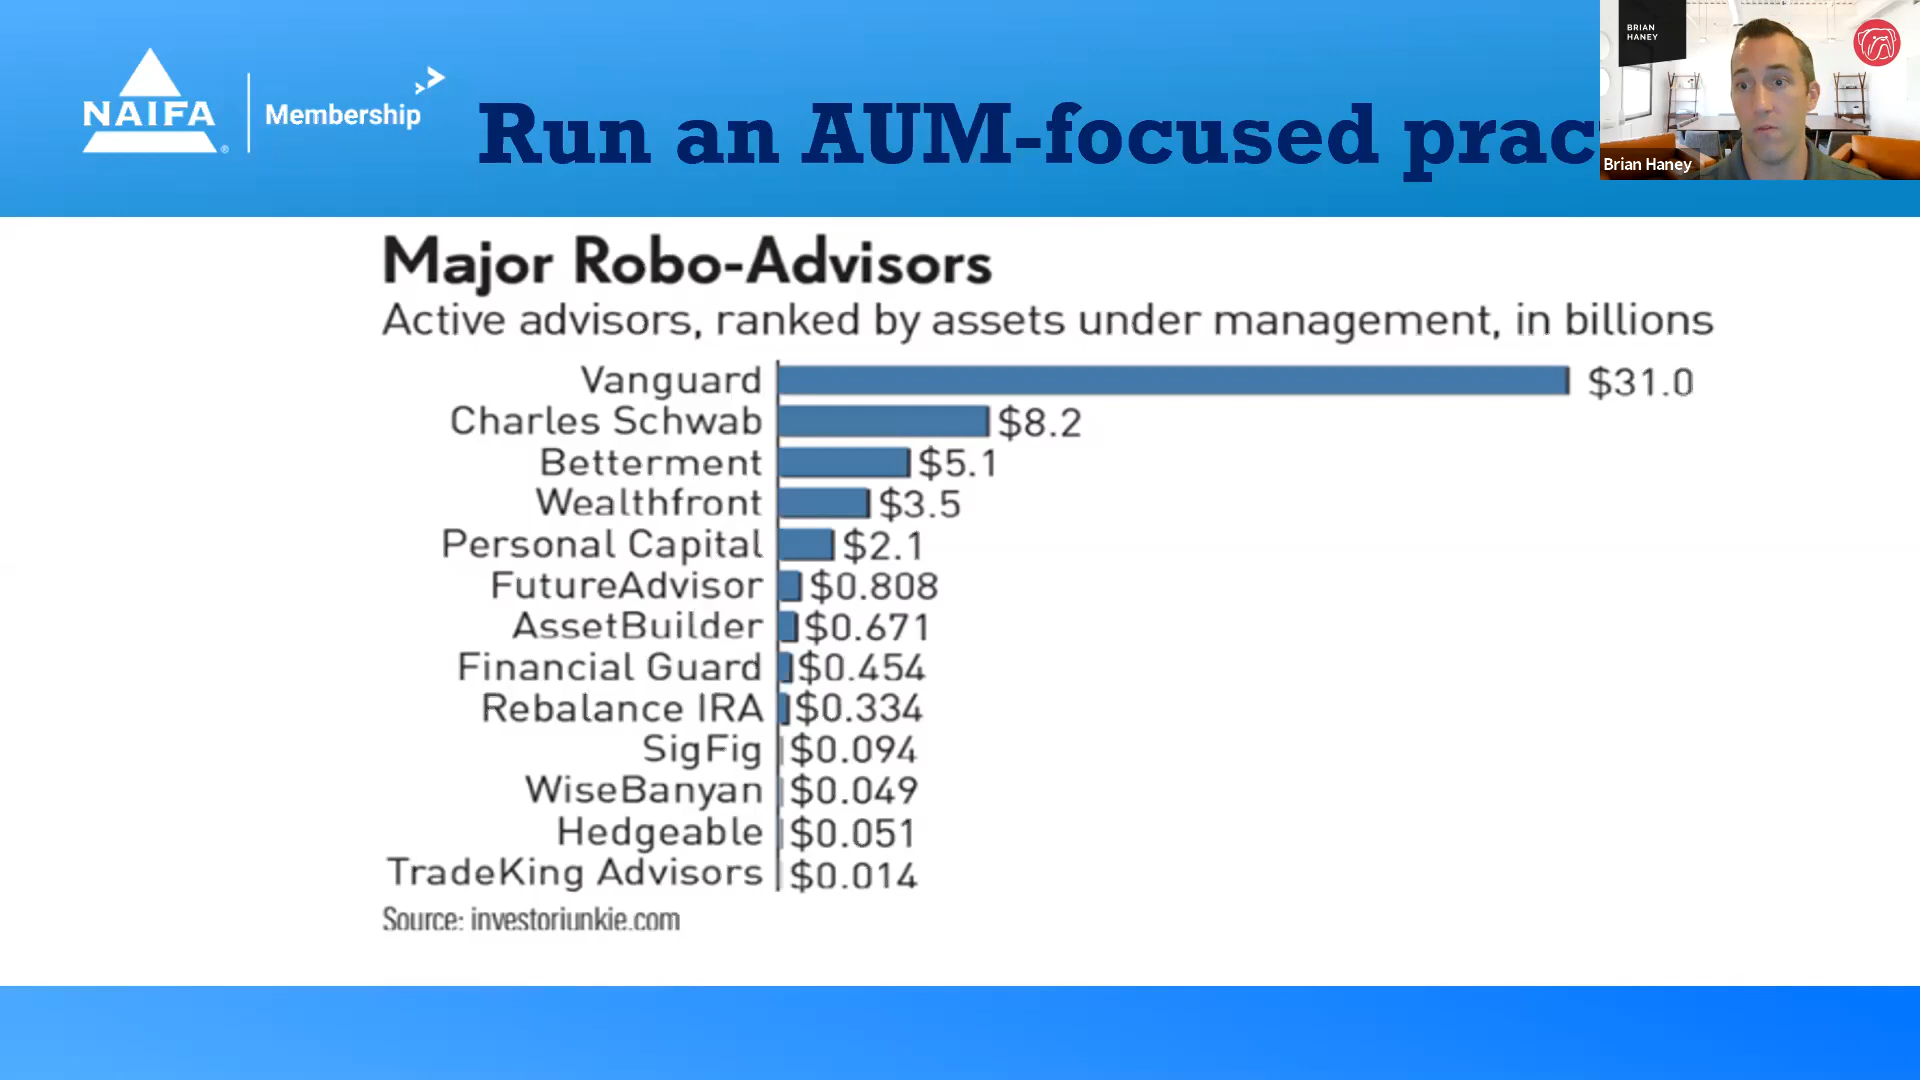 NAIFA
®
Membership
Run an AUM-focused prac
BRIAN
HANEY
Brian Haney
Major Robo-Advisors
Active advisors, ranked by assets under management, in billions
Vanguard $31.0
Charles Schwab $8.2
Betterment $5.1
Wealthfront $3.5
Personal Capital $2.1
FutureAdvisor $0.808
AssetBuilder $0.671
Financial Guard $0.454
Rebalance IRA $0.334
SigFig $0.094
WiseBanyan $0.049
Hedgeable $0.051
TradeKing Advisors $0.014
Source: investorjunkie.com